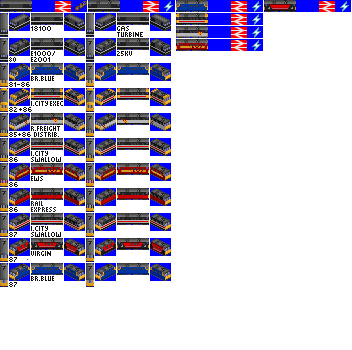 18100
GAS
TURBINE
E1000/
E2001
80
25KV
BR.BLUE
81-86
I.CITY EXEC
82+86
R.FREIGHT
DISTRIB.
85+86
I.CITY
SWALLOW
86
EWS
86
RAIL
EXPRESS
86
I.CITY
SWALLOW
87
VIRGIN
87
BR.BLUE
87